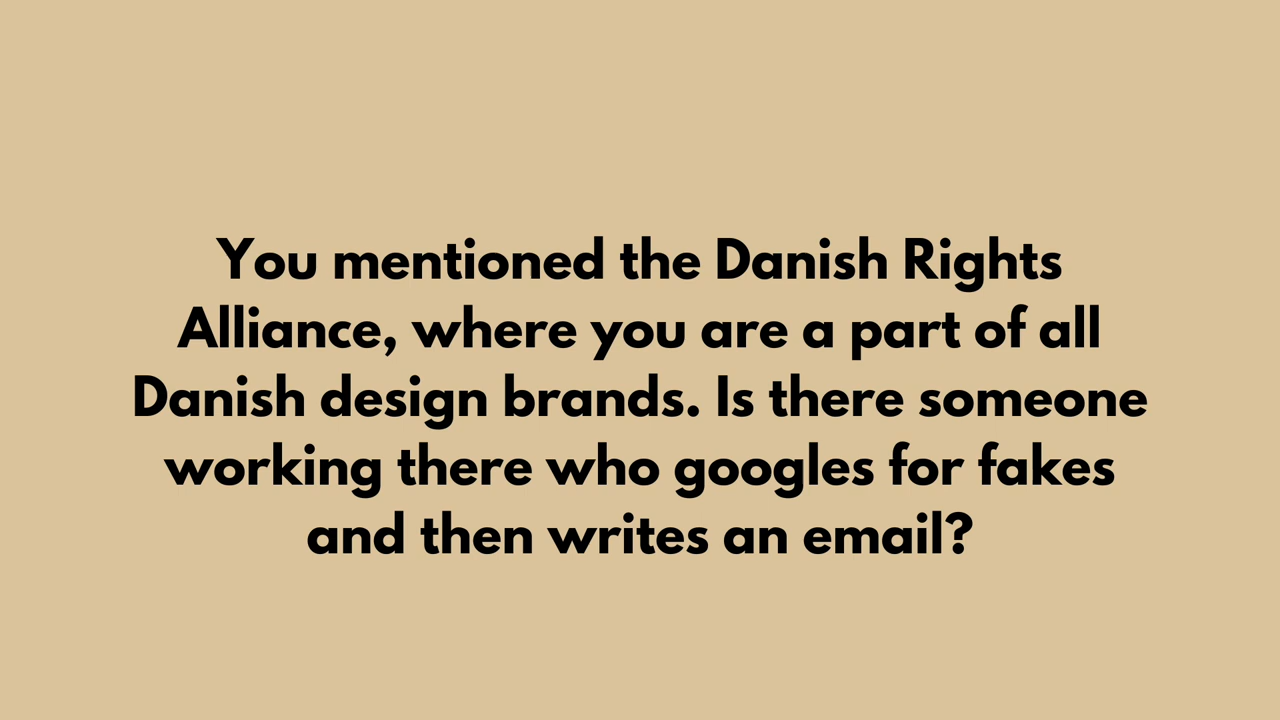 You mentioned the Danish Rights
Alliance, where you are a part of all
Danish design brands. Is there someone
working there who googles for fakes
and then writes an email?